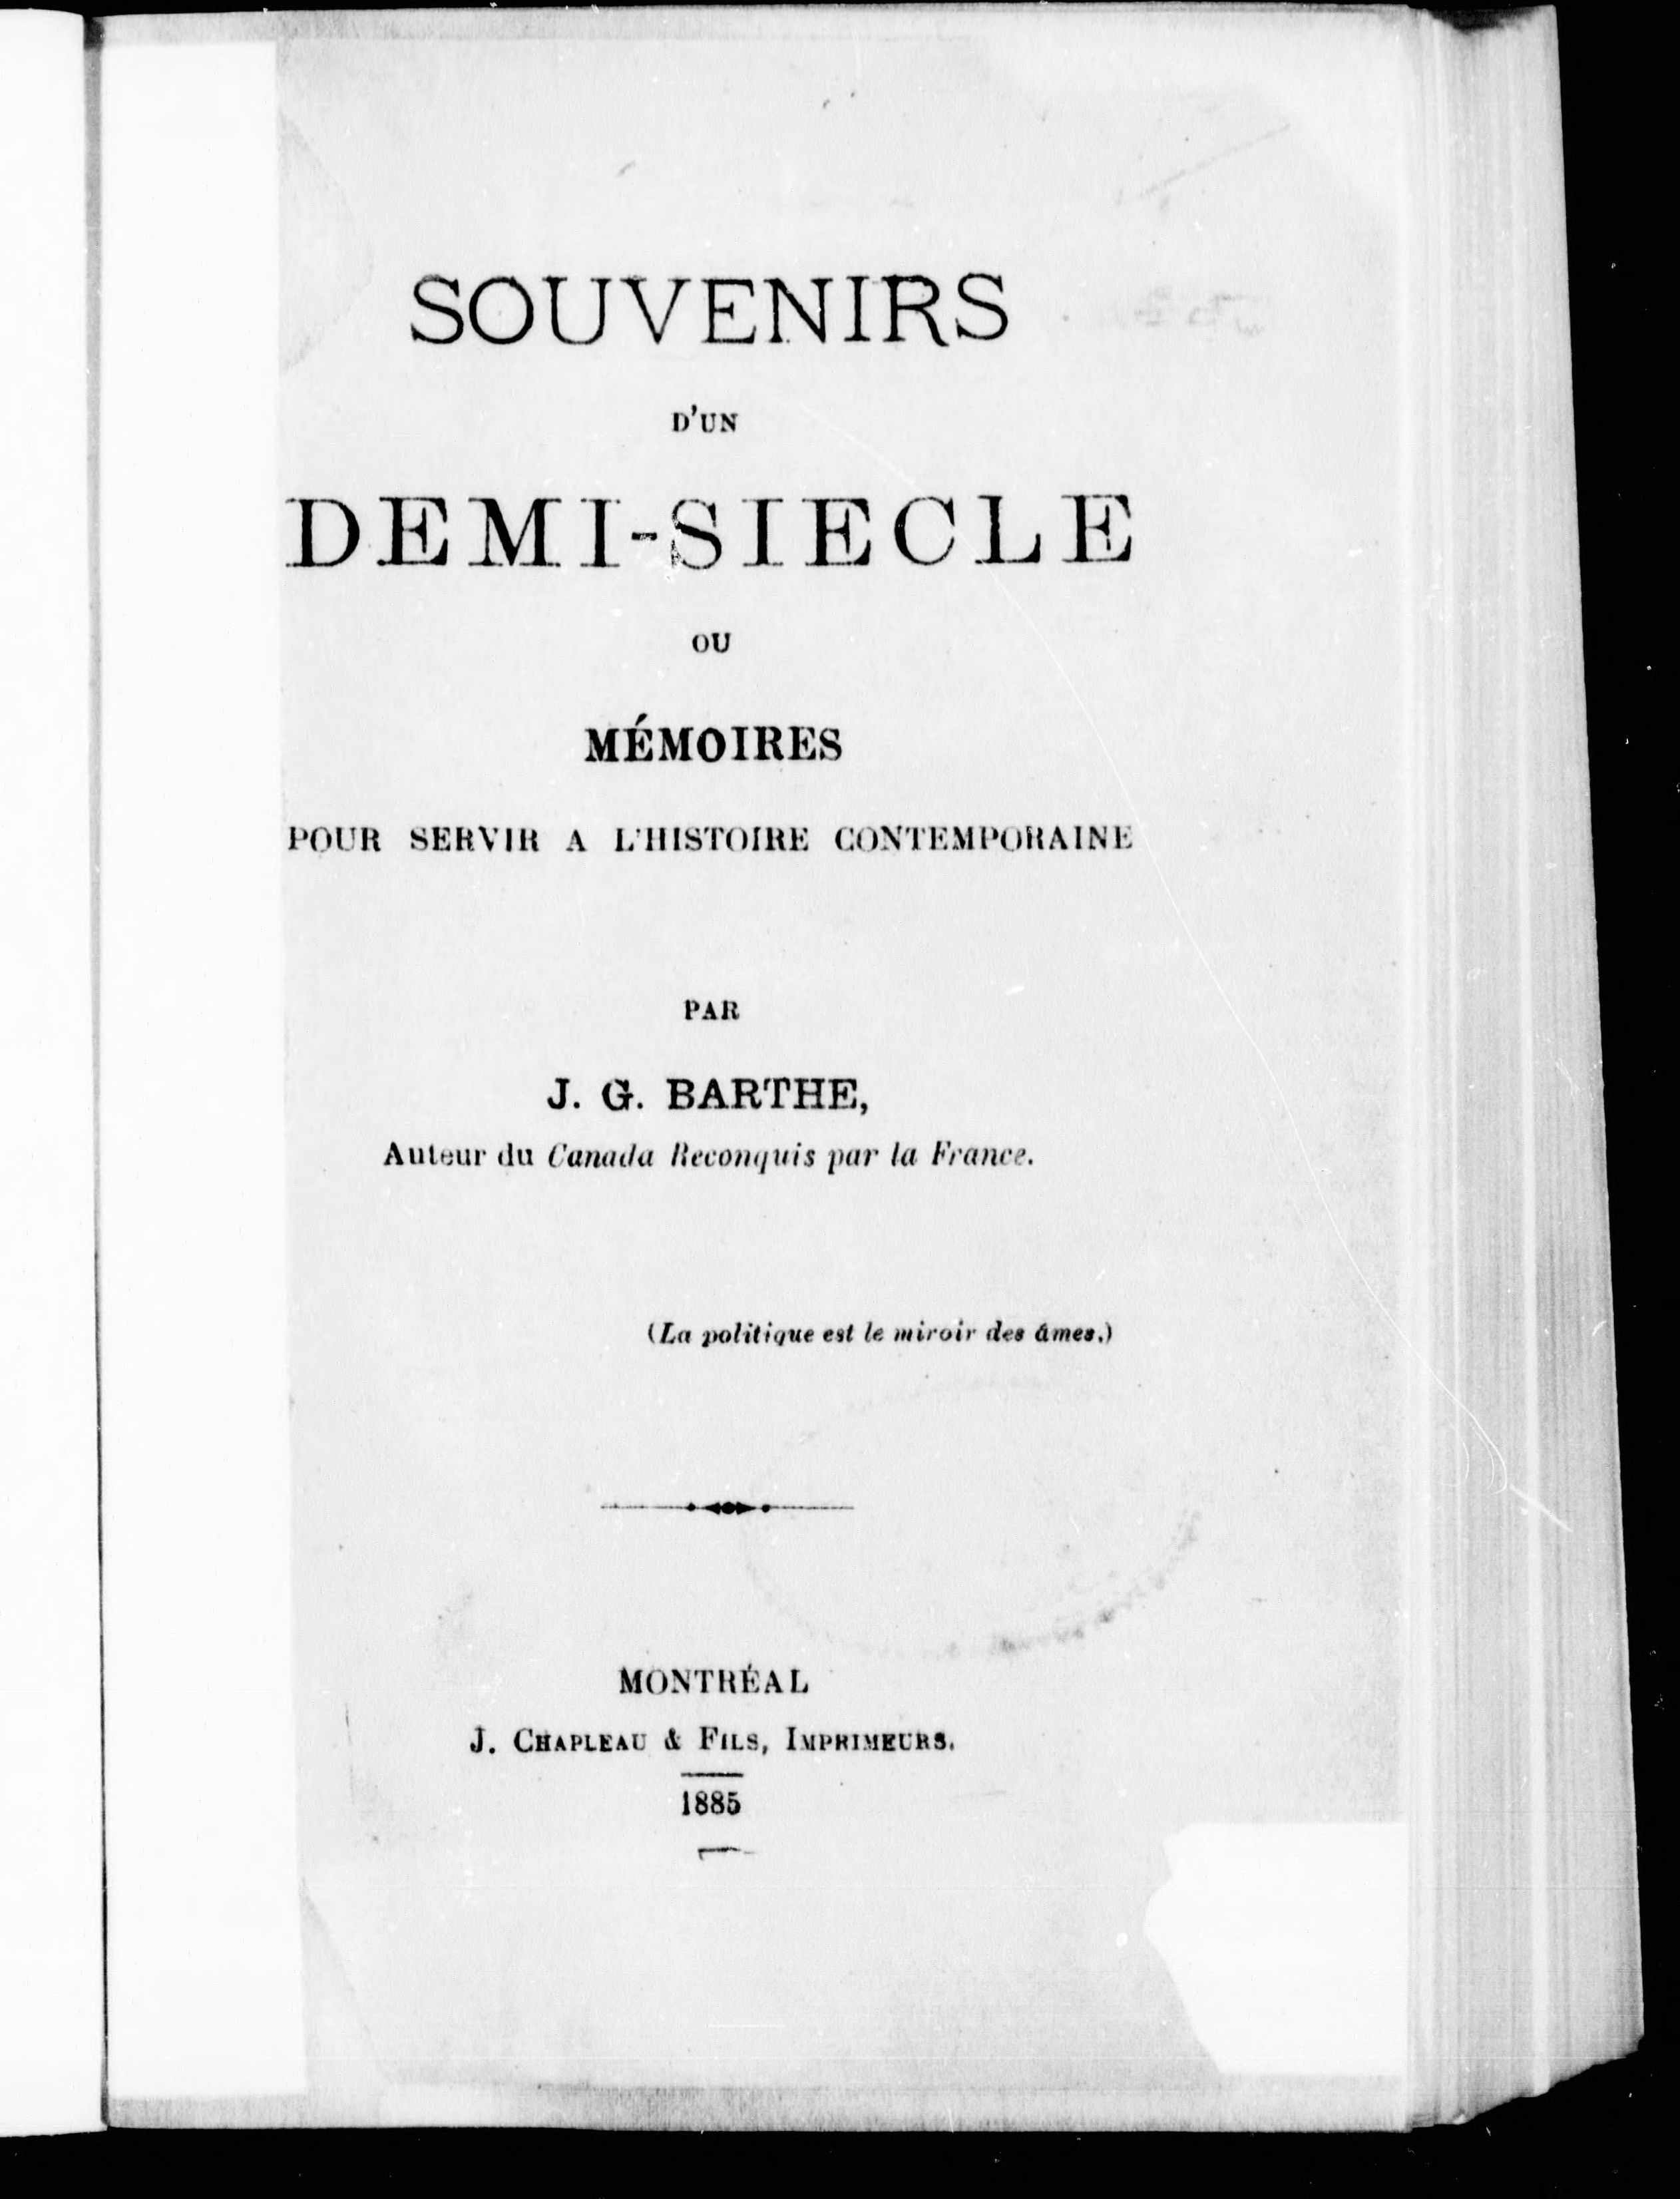 SOUVENIRS
D'UN
DEMI-SIECLE
OU
MÉMOIRES
POUR SERVIR A L'HISTOIRE CONTEMPORAINE
PAR
J. G. BARTHE,
Auteur du Canada Reconquis par la France.
(La politique est le miroir des âmes.)
MONTRÉAL
J. CHAPLEAU & FILS, IMPRIMEURS.
1885